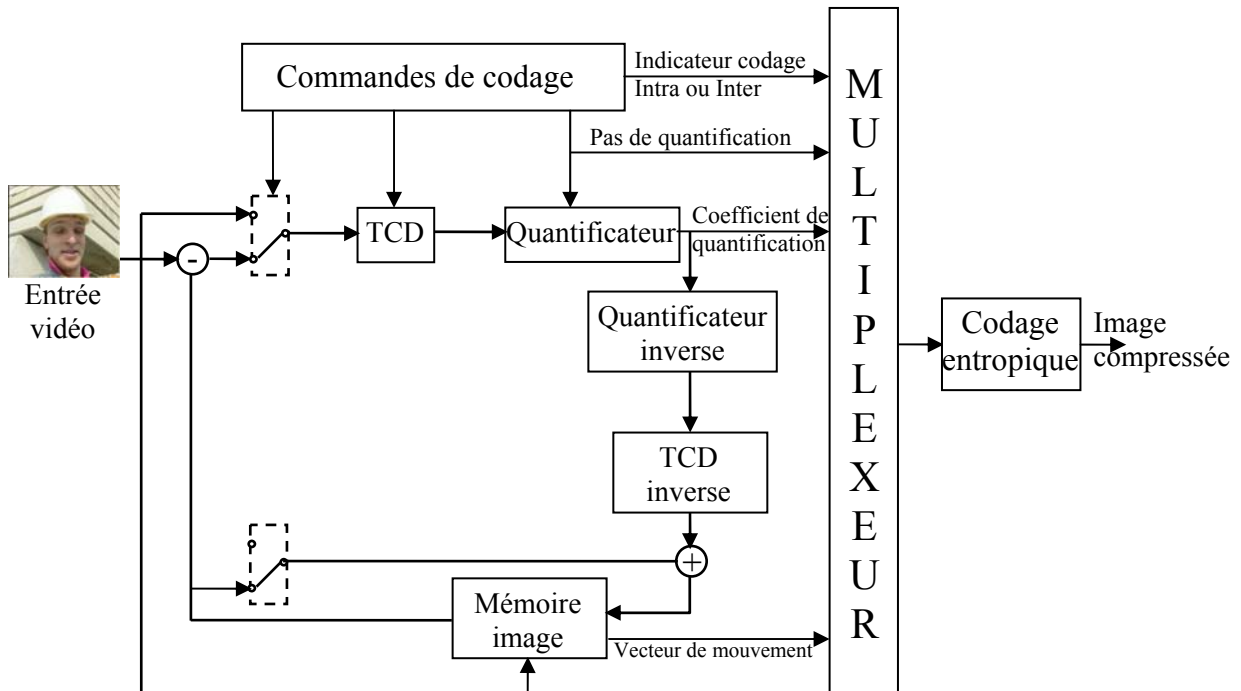 Commandes de codage
Indicateur codage
Intra ou Inter
Pas de quantification
M
U
L
T
I
P
L
E
X
E
U
R
-
TCD
Quantificateur
Coefficient de
quantification
Entrée
vidéo
Quantificateur
inverse
Codage
entropique
Image
compressée
TCD
inverse
+
Mémoire
image
Vecteur de mouvement